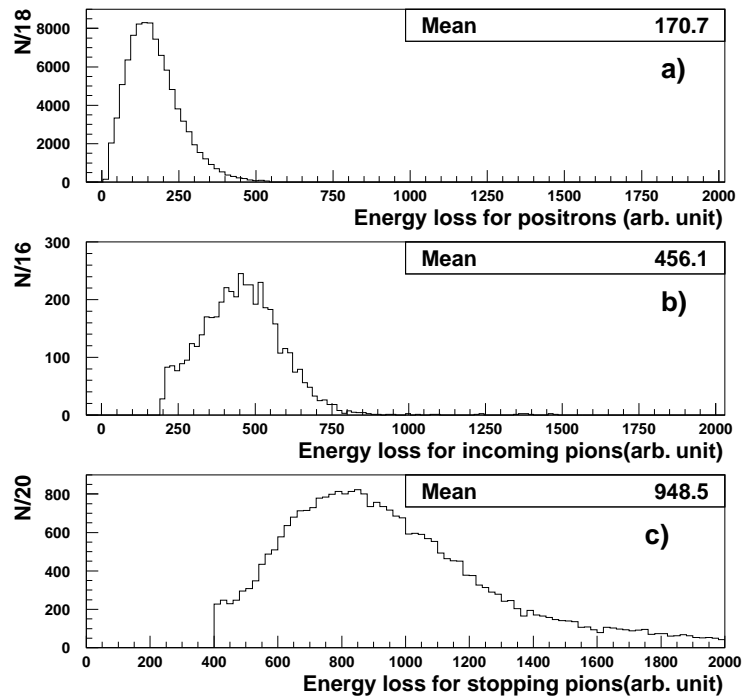 N/18
8000
6000
4000
2000
0
Mean 170.7
a)
0 250 500 750 1000 1250 1500 1750 2000
Energy loss for positrons (arb. unit)
N/16
300
200
100
0
Mean 456.1
b)
0 250 500 750 1000 1250 1500 1750 2000
Energy loss for incoming pions(arb. unit)
N/20
800
600
400
200
0
Mean 948.5
c)
0 200 400 600 800 1000 1200 1400 1600 1800 2000
Energy loss for stopping pions(arb. unit)